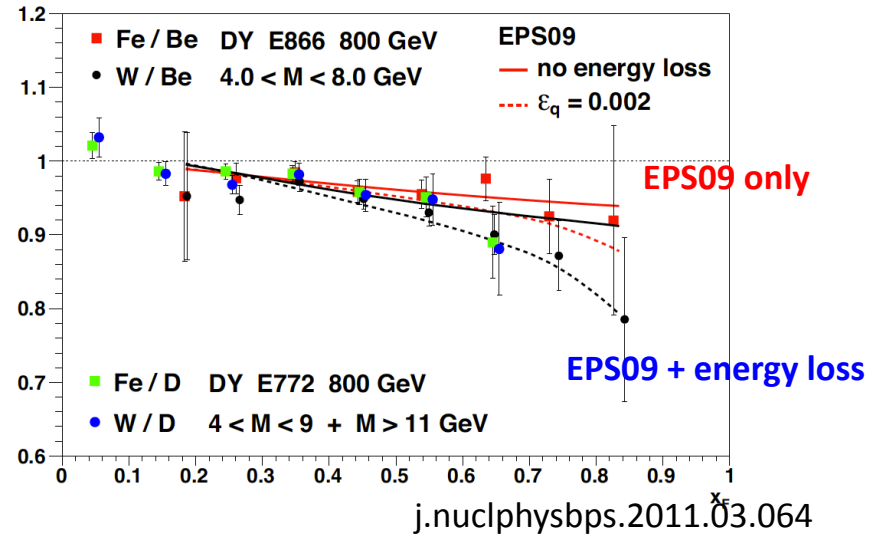 1.2
1.1
1
0.9
0.8
0.7
0.6
Fe / Be DY E866 800 GeV
W / Be 4.0 < M < 8.0 GeV
EPS09
no energy loss
εq = 0.002
EPS09 only
EPS09 + energy loss
Fe / D DY E772 800 GeV
W / D 4 < M < 9 + M > 11 GeV
0 0.1 0.2 0.3 0.4 0.5 0.6 0.7 0.8 0.9 1
xF
j.nuclphysbps.2011.03.064